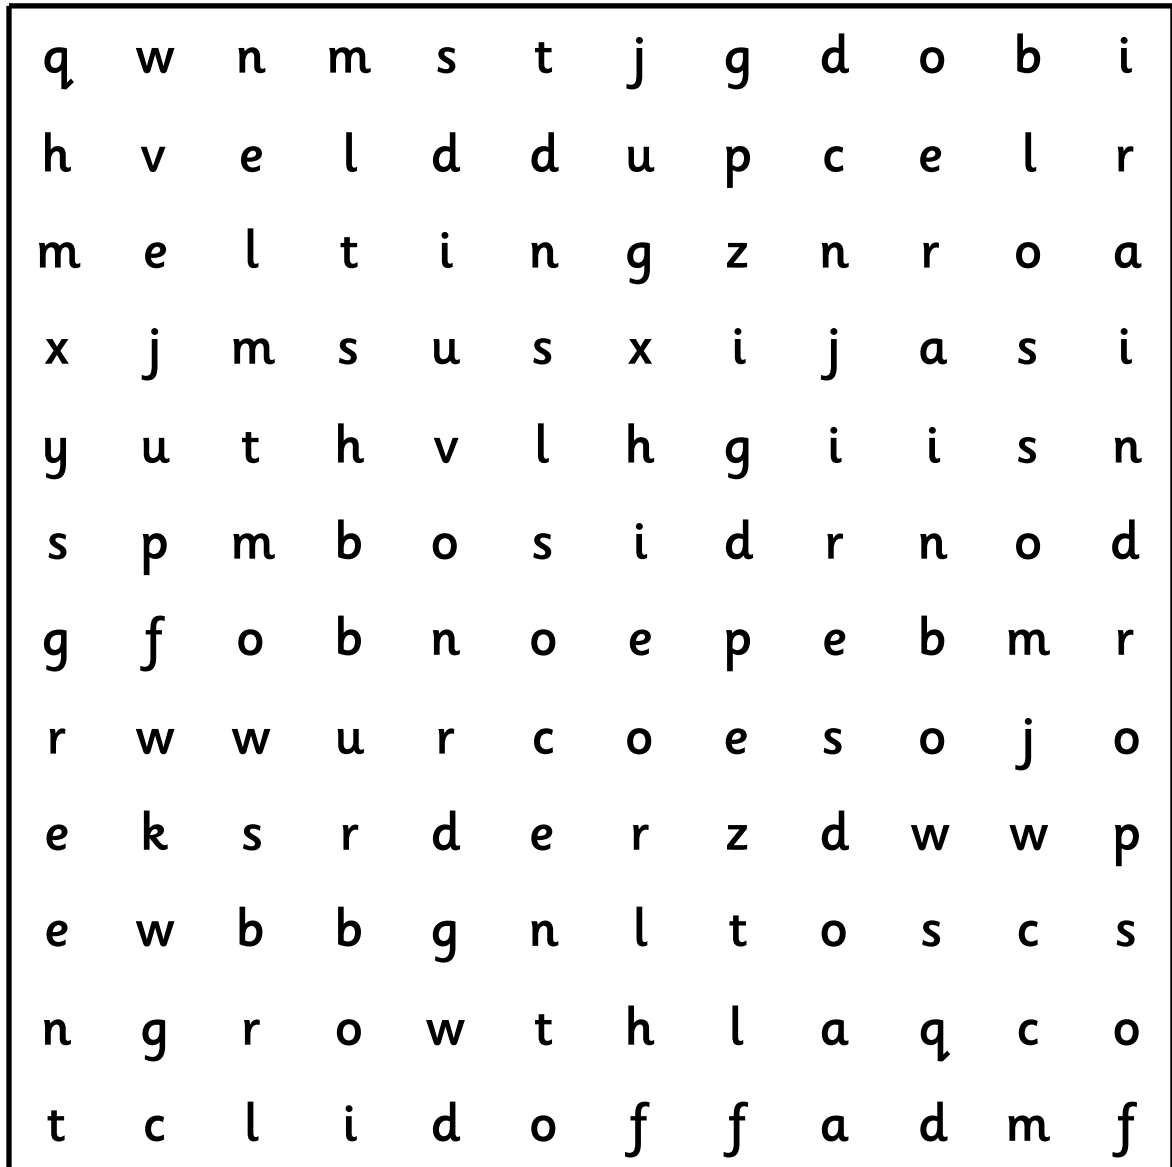 q w n m s t j g d o b i
h v e l d d u p c e l r
m e l t i n g z n r o a
x j m s u s x i j a s i
y u t h v l h g i i s n
s p m b o s i d r n o d
g f o b n o e p e b m r
r w w u r c o e s o j o
e k s r d e r z d w w p
e w b b g n l t o s c s
n g r o w t h l a q c o
t c l i d o f f a d m f